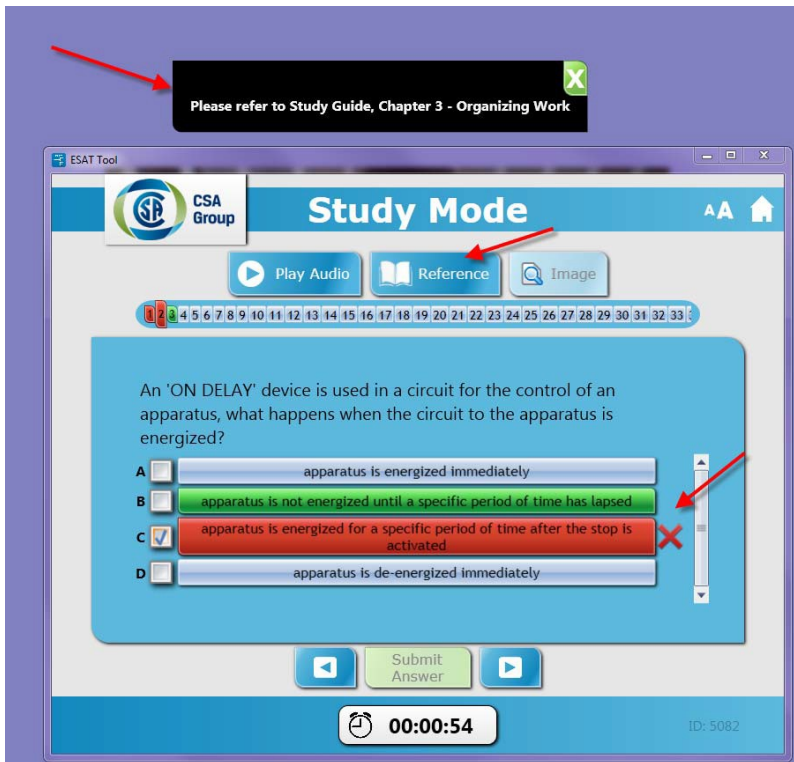 X
Please refer to Study Guide, Chapter 3 - Organizing Work
ESAT Tool
CSA Group
Study Mode
AA
Play Audio
Reference
Image
1 2 3 4 5 6 7 8 9 10 11 12 13 14 15 16 17 18 19 20 21 22 23 24 25 26 27 28 29 30 31 32 33
An 'ON DELAY' device is used in a circuit for the control of an
apparatus, what happens when the circuit to the apparatus is
energized?
A apparatus is energized immediately
B apparatus is not energized until a specific period of time has lapsed
C apparatus is energized for a specific period of time after the stop is
activated
D apparatus is de-energized immediately
Submit
Answer
00:00:54
ID: 5082